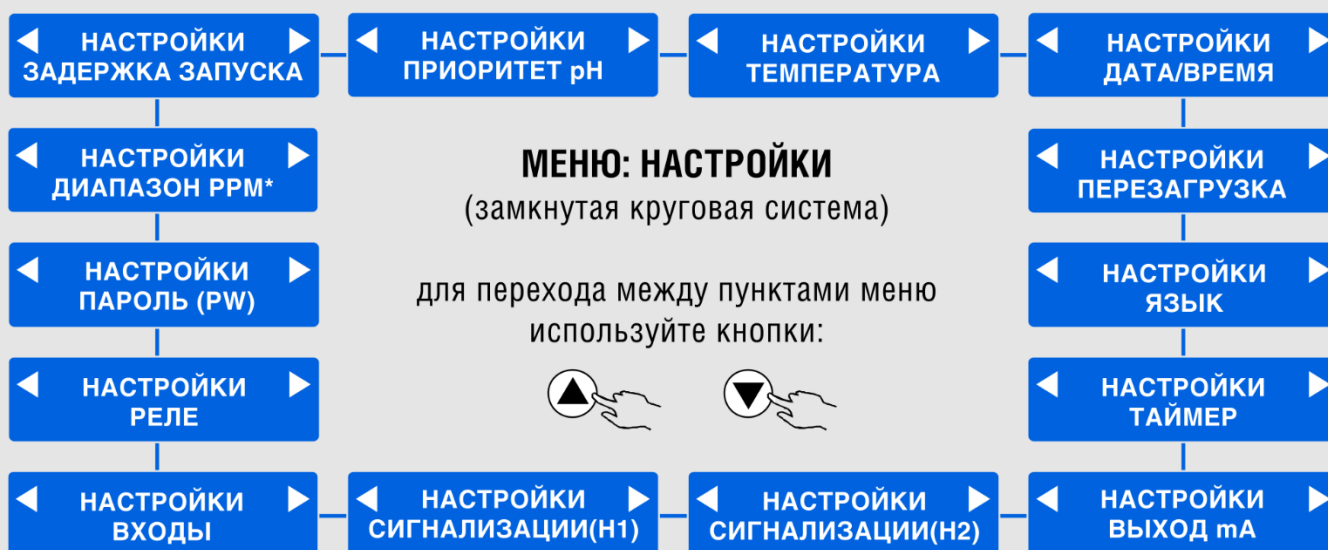 НАСТРОЙКИ
ЗАДЕРЖКА ЗАПУСКА
НАСТРОЙКИ
ПРИОРИТЕТ pH
НАСТРОЙКИ
ТЕМПЕРАТУРА
НАСТРОЙКИ
ДАТА/ВРЕМЯ
НАСТРОЙКИ
ДИАПАЗОН PPM*
МЕНЮ: НАСТРОЙКИ
(замкнутая круговая система)
НАСТРОЙКИ
ПЕРЕЗАГРУЗКА
НАСТРОЙКИ
ПАРОЛЬ (PW)
для перехода между пунктами меню
используйте кнопки:
НАСТРОЙКИ
ЯЗЫК
НАСТРОЙКИ
РЕЛЕ
НАСТРОЙКИ
ТАЙМЕР
НАСТРОЙКИ
ВХОДЫ
НАСТРОЙКИ
СИГНАЛИЗАЦИИ(H1)
НАСТРОЙКИ
СИГНАЛИЗАЦИИ(H2)
НАСТРОЙКИ
ВЫХОД mA